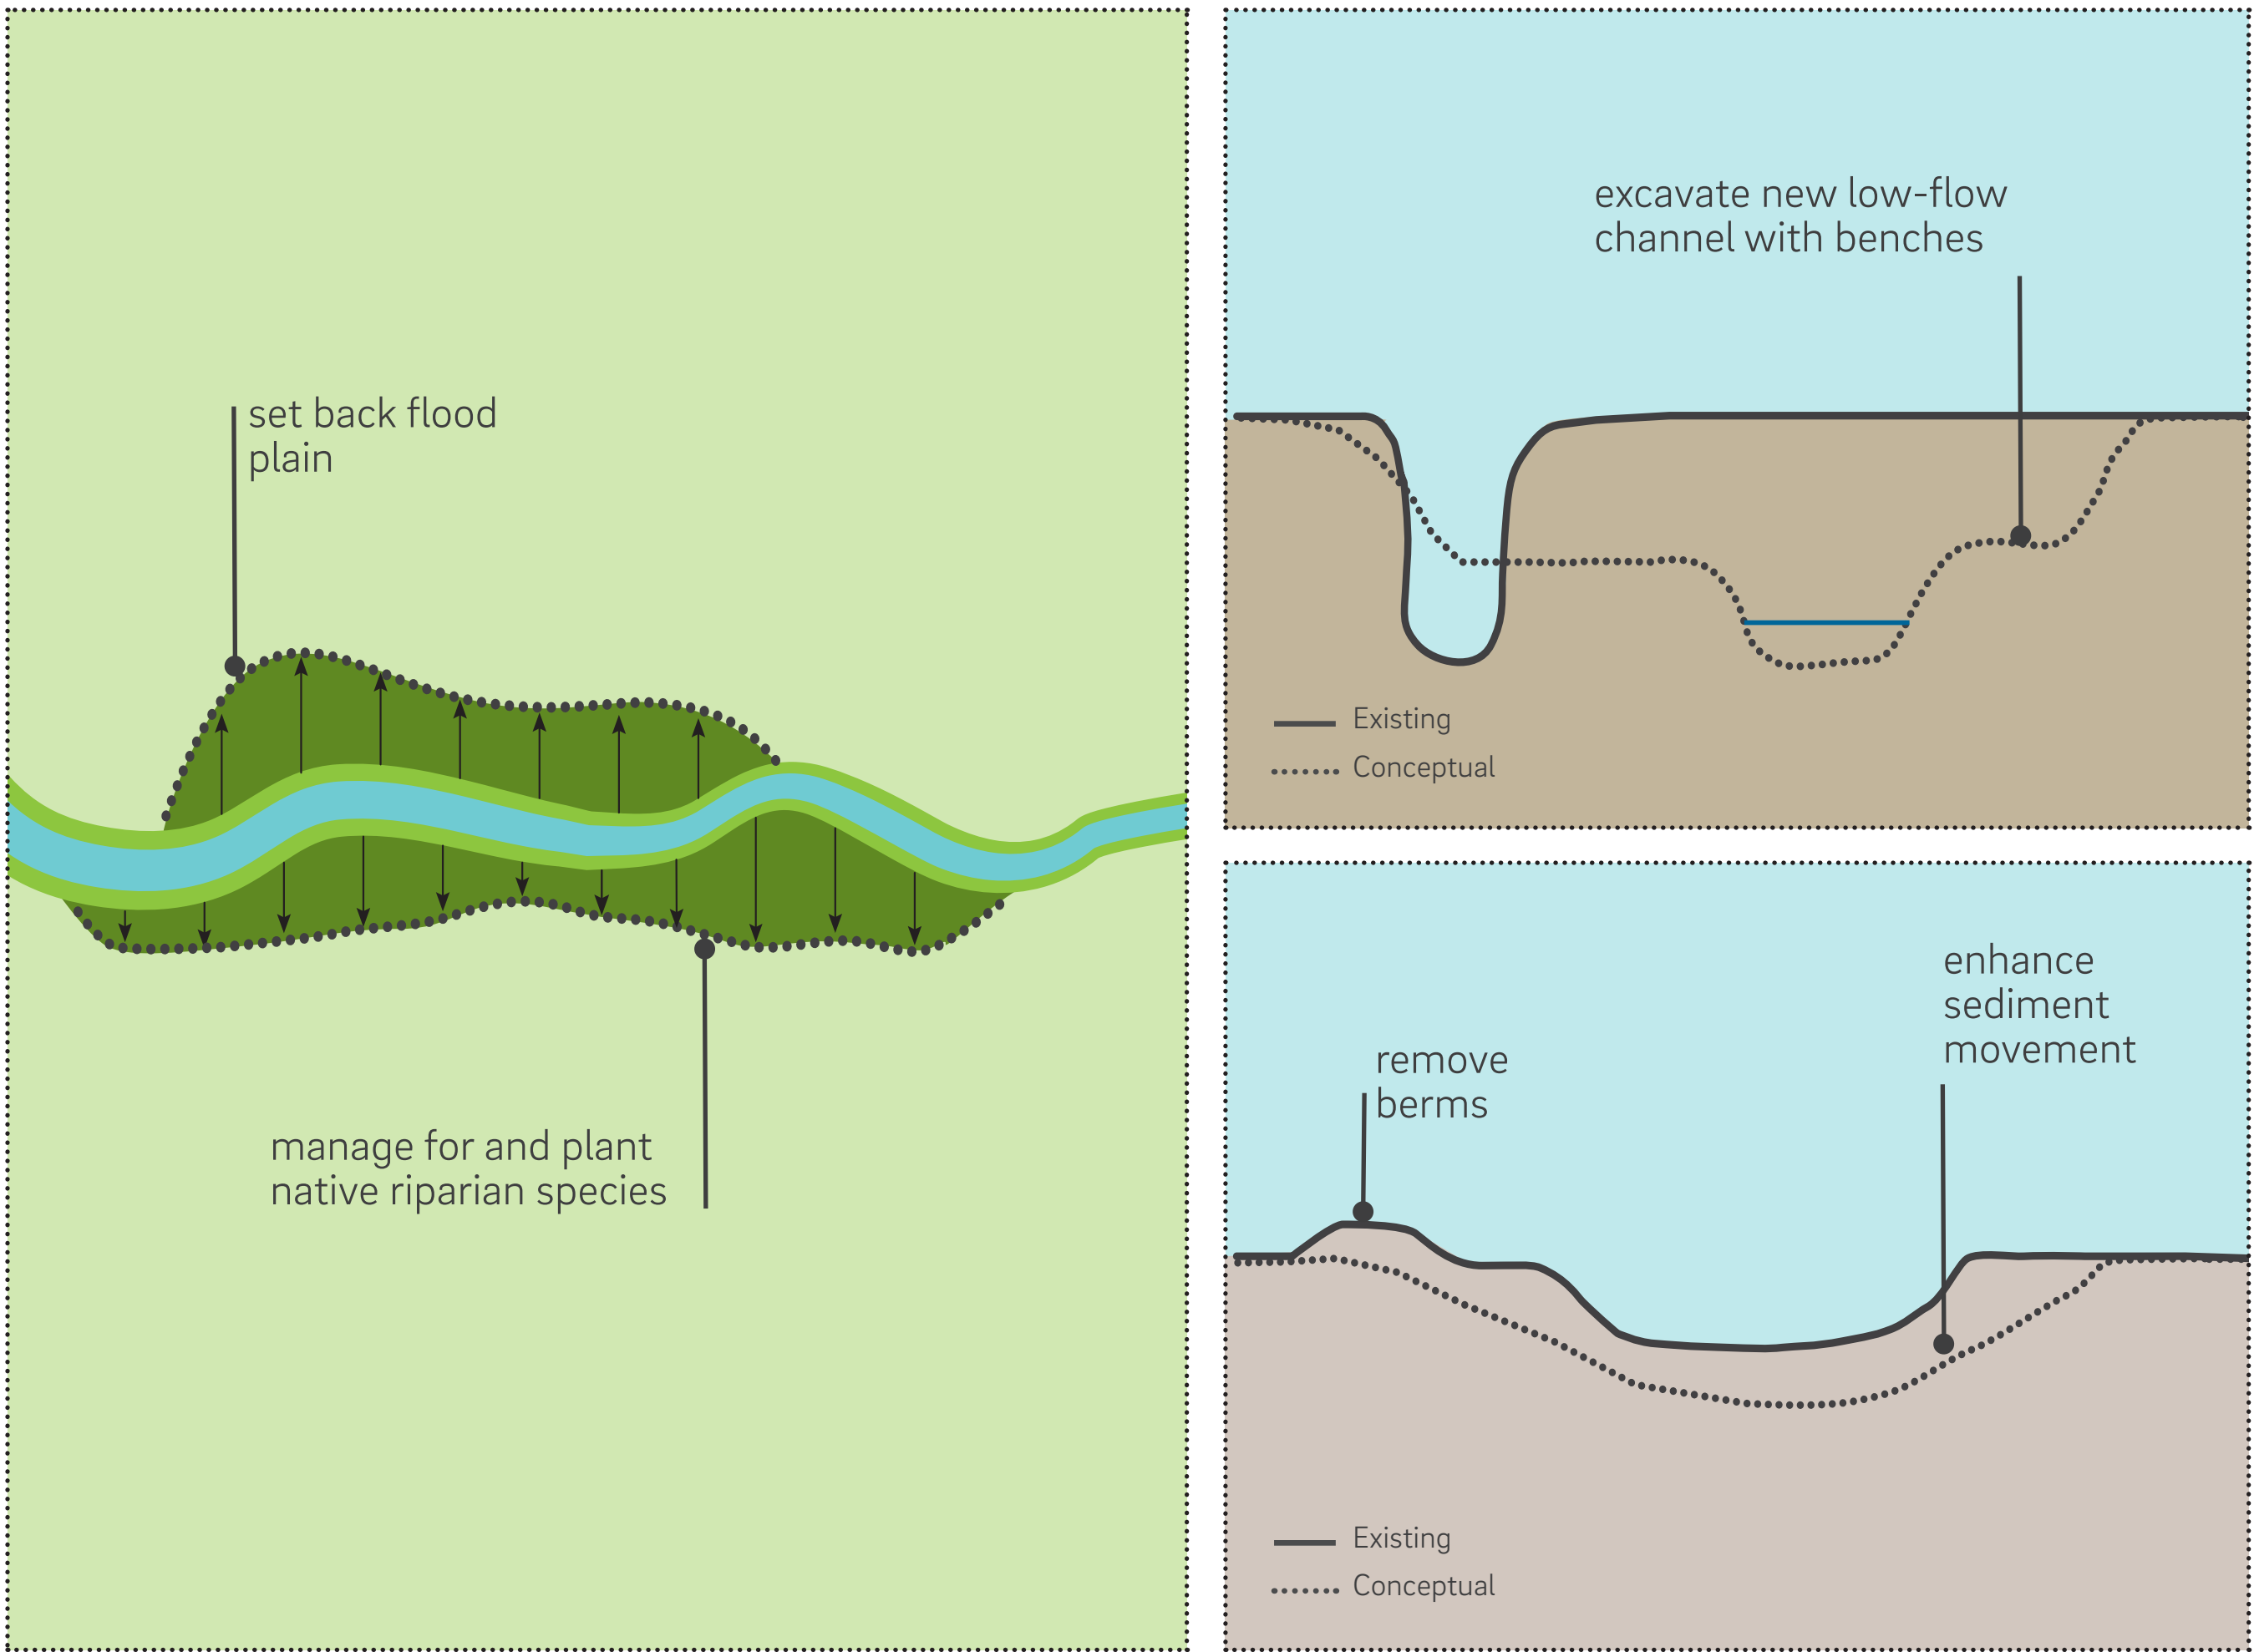 set back flood
plain
manage for and plant
native riparian species
excavate new low-flow
channel with benches
Existing
Conceptual
remove
berms
enhance
sediment
movement
Existing
Conceptual